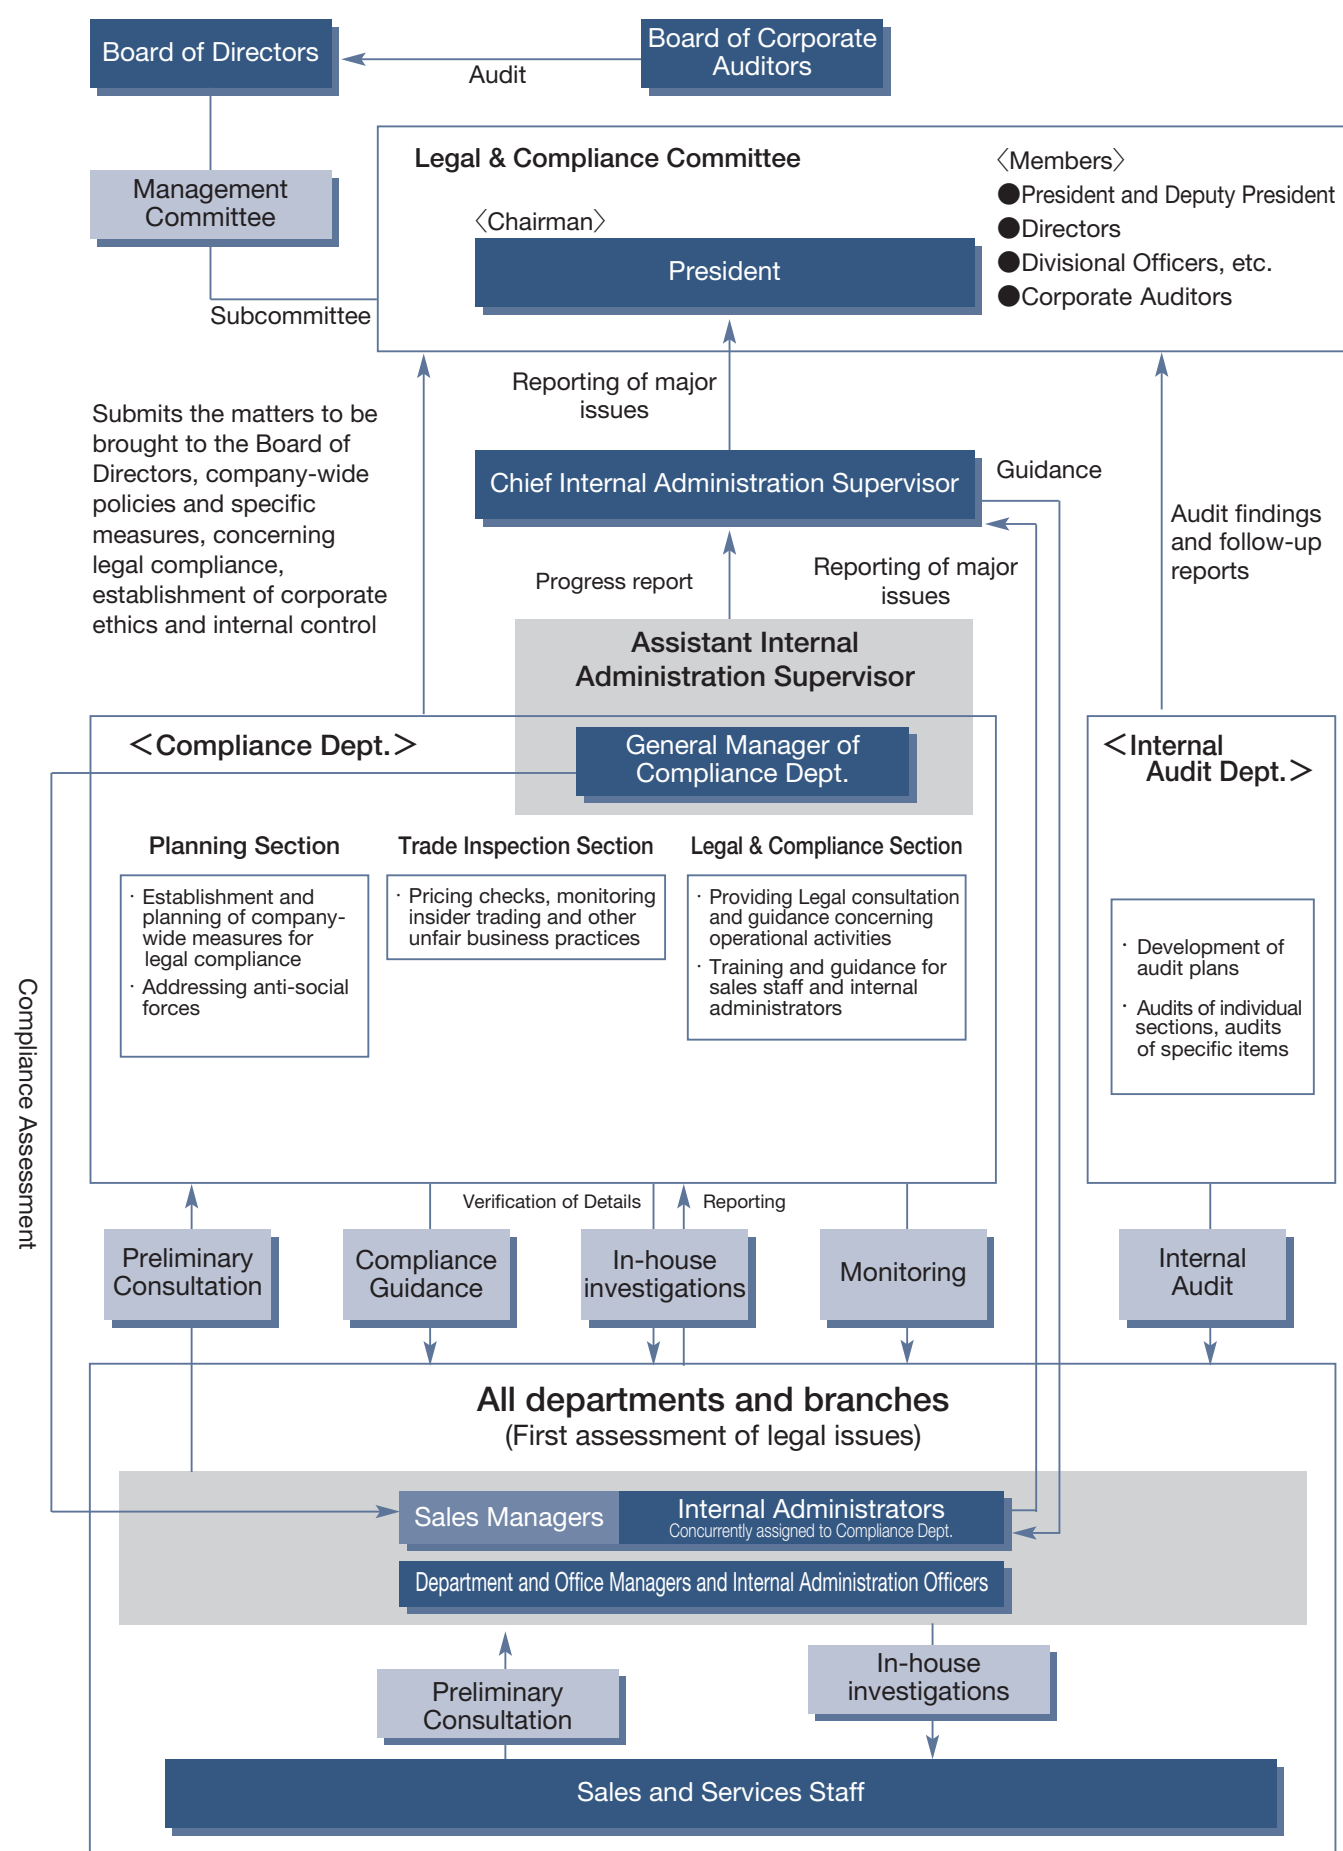 Board of Directors
Audit
Board of Corporate
Auditors
Management
Committee
Subcommittee
Legal & Compliance Committee
〈Chairman〉
President
〈Members〉
●President and Deputy President
●Directors
●Divisional Officers, etc.
●Corporate Auditors
Reporting of major
issues
Submits the matters to be
brought to the Board of
Directors, company-wide
policies and specific
measures, concerning
legal compliance,
establishment of corporate
ethics and internal control
Chief Internal Administration Supervisor
Guidance
Audit findings
and follow-up
reports
Progress report
Reporting of major
issues
Assistant Internal
Administration Supervisor
<Compliance Dept.>
General Manager of
Compliance Dept.
<Internal
Audit Dept.>
Planning Section
· Establishment and
planning of company-
wide measures for
legal compliance
· Addressing anti-social
forces
Trade Inspection Section
· Pricing checks, monitoring
insider trading and other
unfair business practices
Legal & Compliance Section
· Providing Legal consultation
and guidance concerning
operational activities
· Training and guidance for
sales staff and internal
administrators
· Development of
audit plans
· Audits of individual
sections, audits
of specific items
Compliance Assessment
Verification of Details
Reporting
Preliminary
Consultation
Compliance
Guidance
In-house
investigations
Monitoring
Internal
Audit
All departments and branches
(First assessment of legal issues)
Sales Managers
Internal Administrators
Concurrently assigned to Compliance Dept.
Department and Office Managers and Internal Administration Officers
Preliminary
Consultation
In-house
investigations
Sales and Services Staff